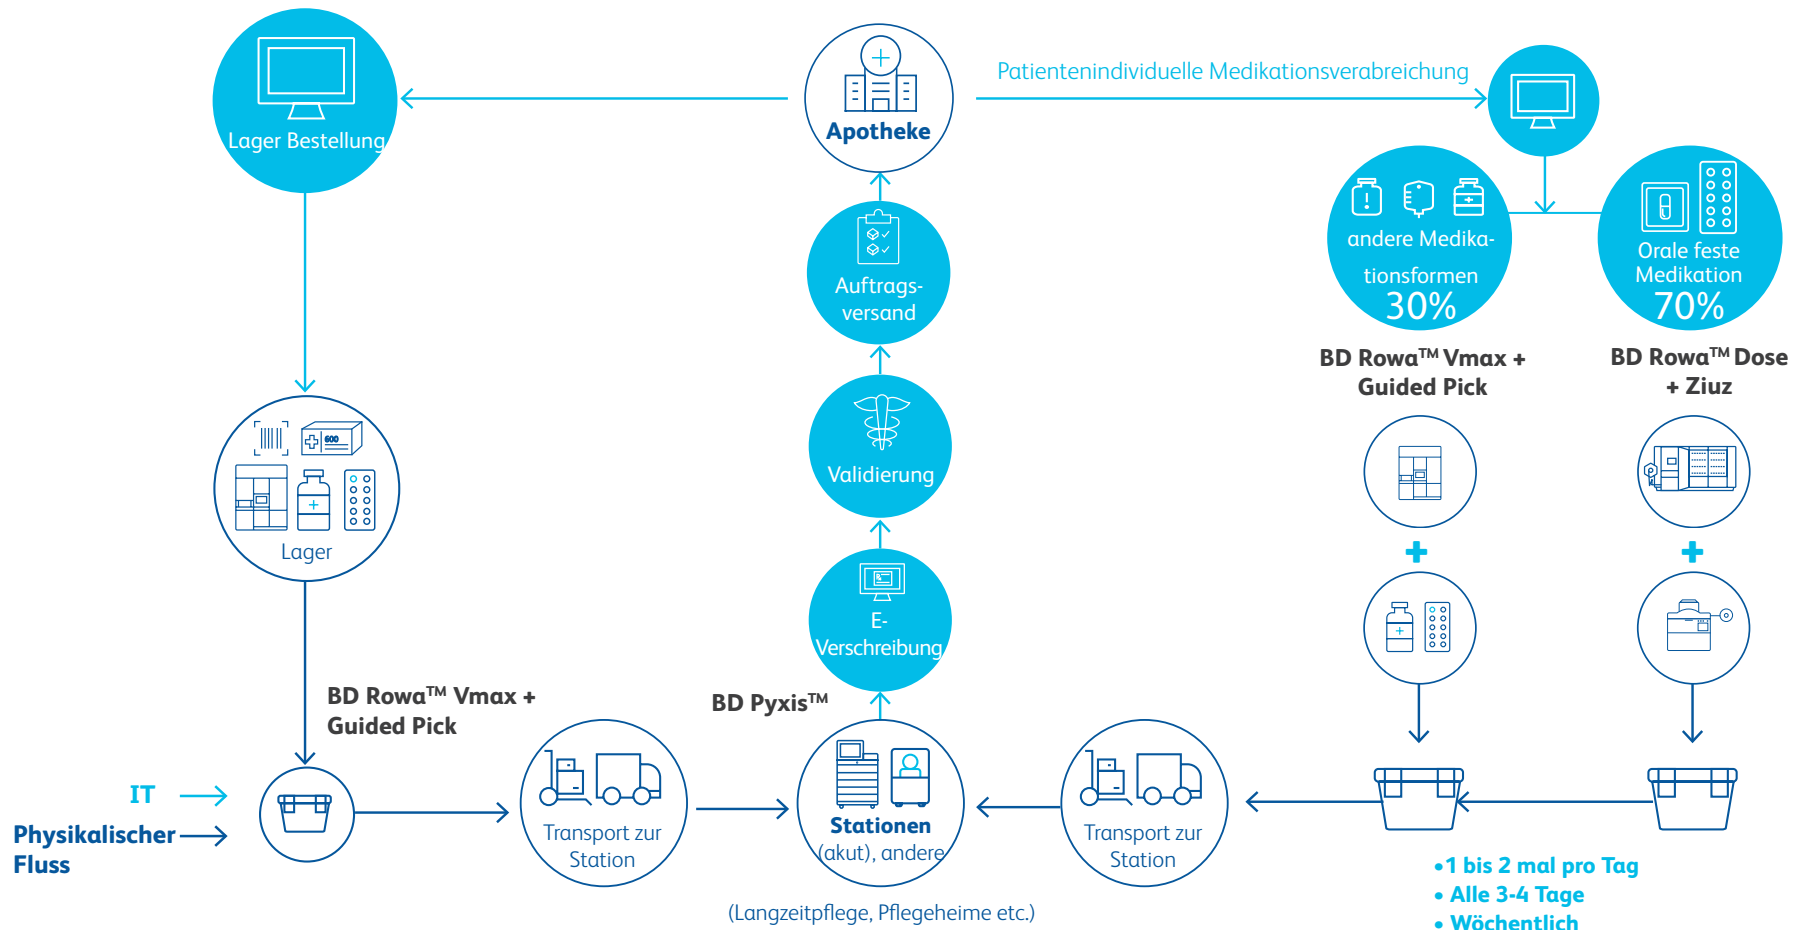 Lager Bestellung
Apotheke
Patientenindividuelle Medikationsverabreichung
andere Medika-
tionsformen
30%
Orale feste
Medikation
70%
Auftrags-
versand
BD Rowa™ Vmax +
Guided Pick
BD Rowa™ Dose
+ Ziuz
600
Lager
Validierung
E-
Verschreibung
BD Rowa™ Vmax +
Guided Pick
BD Pyxis™
IT
Physikalischer
Fluss
Transport zur
Station
Stationen
(akut), andere
(Langzeitpflege, Pflegeheime etc.)
Transport zur
Station
•1 bis 2 mal pro Tag
• Alle 3-4 Tage
• Wöchentlich